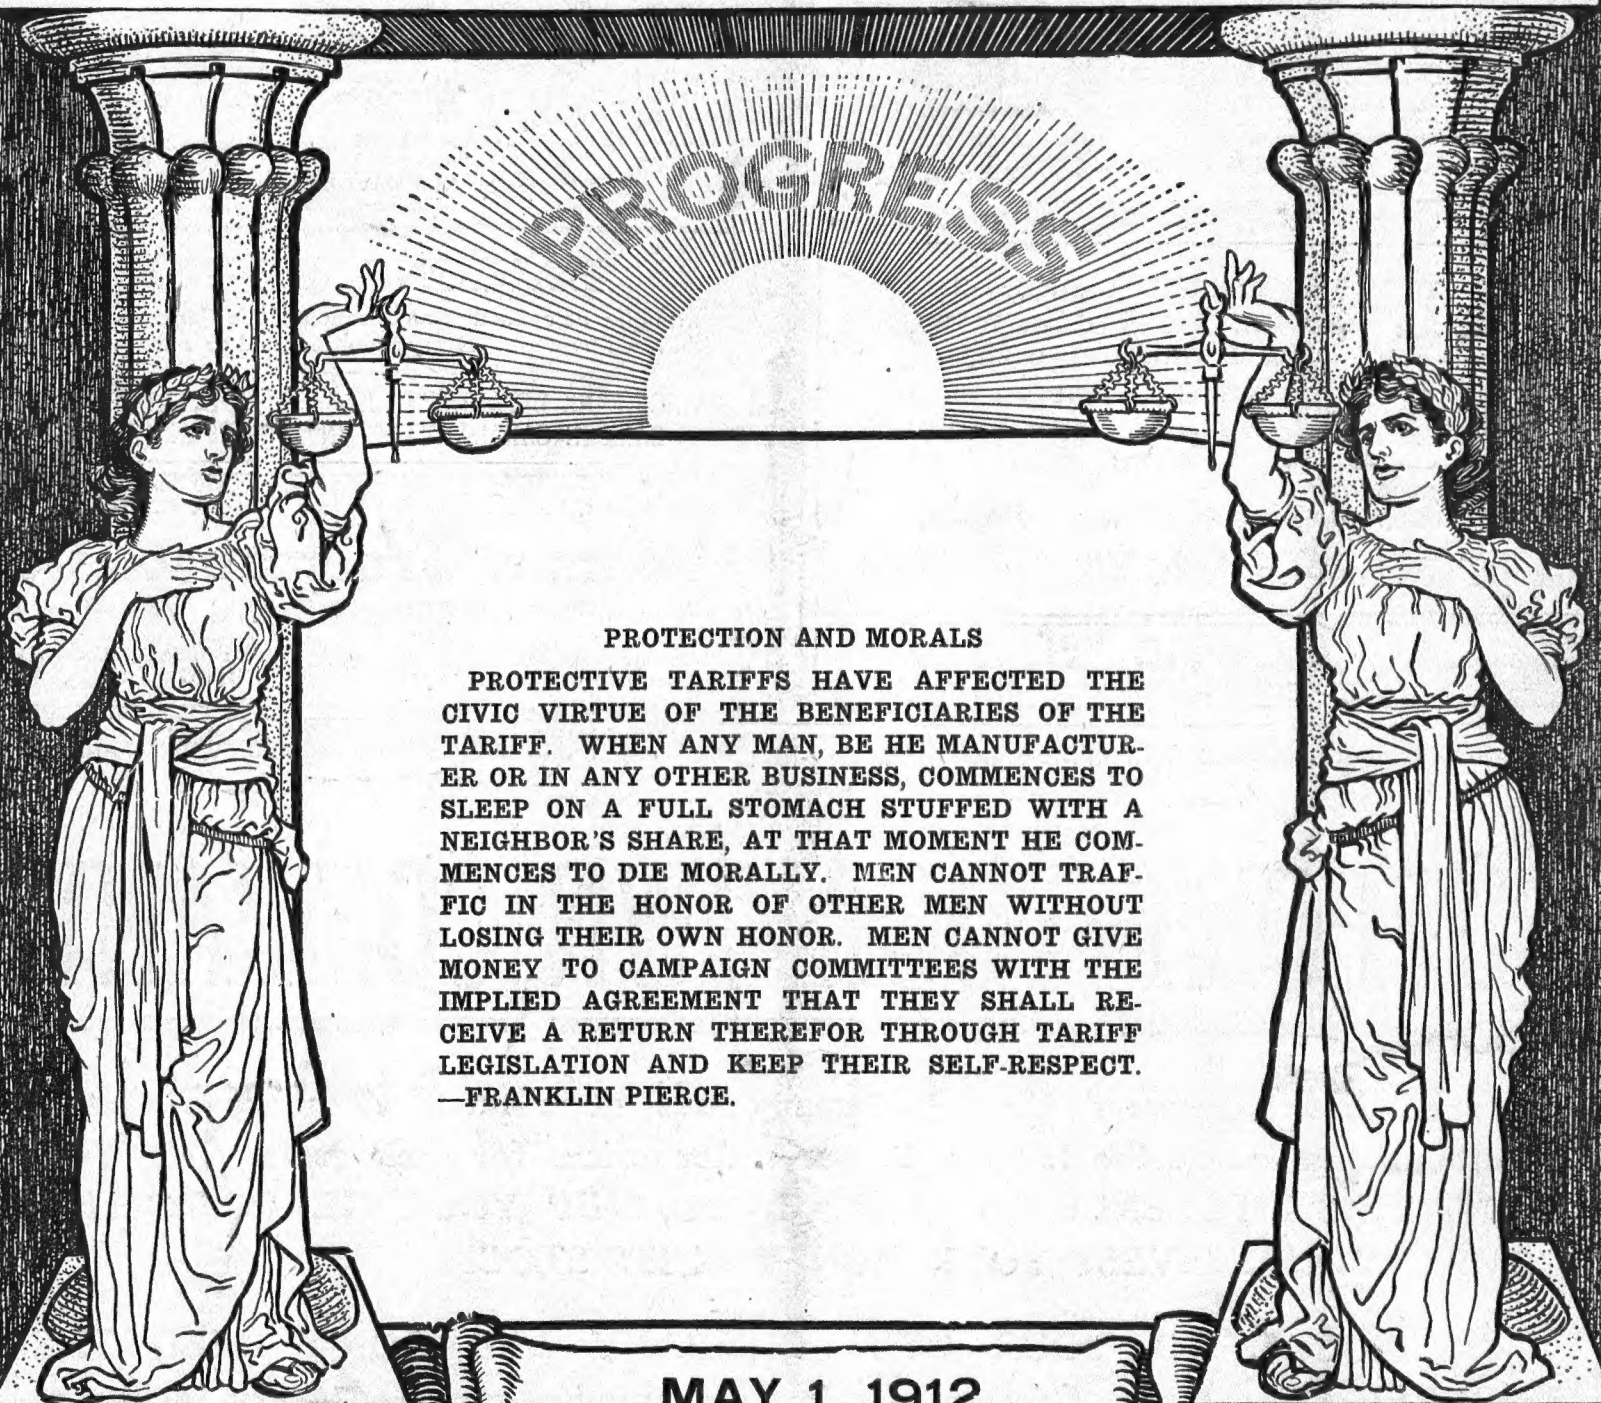 PROGRESS
PROTECTION AND MORALS
PROTECTIVE TARIFFS HAVE AFFECTED THE
CIVIC VIRTUE OF THE BENEFICIARIES OF THE
TARIFF. WHEN ANY MAN, BE HE MANUFACTUR-
ER OR IN ANY OTHER BUSINESS, COMMENCES TO
SLEEP ON A FULL STOMACH STUFFED WITH A
NEIGHBOR'S SHARE, AT THAT MOMENT HE COM-
MENCES TO DIE MORALLY. MEN CANNOT TRAF-
FIC IN THE HONOR OF OTHER MEN WITHOUT
LOSING THEIR OWN HONOR. MEN CANNOT GIVE
MONEY TO CAMPAIGN COMMITTEES WITH THE
IMPLIED AGREEMENT THAT THEY SHALL RE-
CEIVE A RETURN THEREFOR THROUGH TARIFF
LEGISLATION AND KEEP THEIR SELF-RESPECT.
—FRANKLIN PIERCE.
MAY 1, 1912